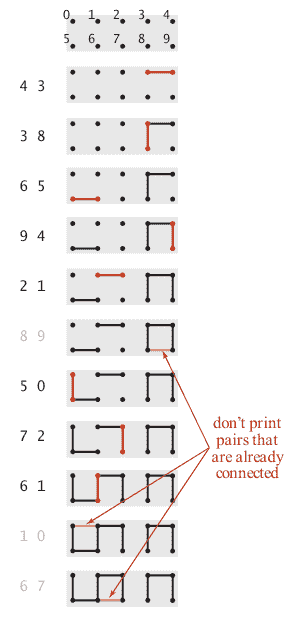 0 1 2 3 4
5 6 7 8 9
4 3
3 8
6 5
9 4
2 1
8 9
5 0
7 2
6 1
1 0
6 7
don't print
pairs that
are already
connected